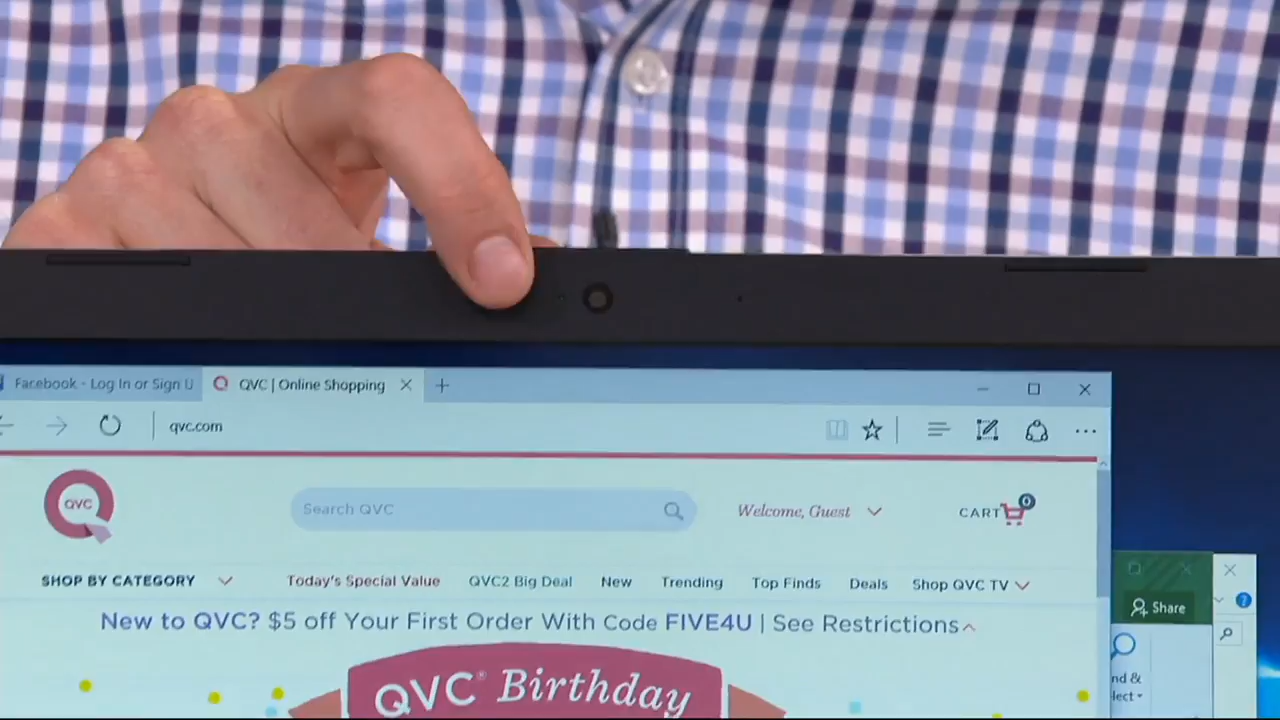 Facebook - Log In or Sign U
QVC | Online Shopping
qvc.com
QVC
Search QVC
Welcome, Guest
CART
0
SHOP BY CATEGORY
Today's Special Value
QVC2 Big Deal
New
Trending
Top Finds
Deals
Shop QVC TV
New to QVC? $5 off Your First Order With Code FIVE4U | See Restrictions
QVC® Birthday
Share
?
nd &
lect